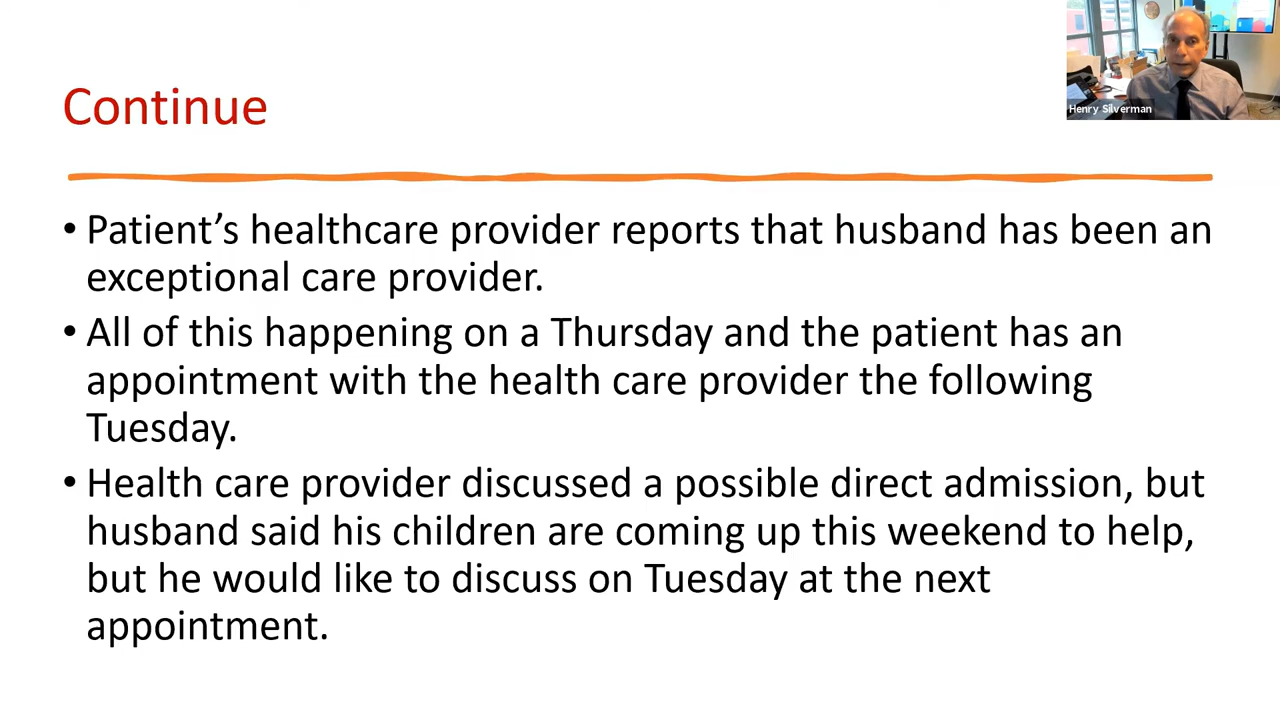 Henry Silverman
Continue
• Patient’s healthcare provider reports that husband has been an
exceptional care provider.
• All of this happening on a Thursday and the patient has an
appointment with the health care provider the following
Tuesday.
• Health care provider discussed a possible direct admission, but
husband said his children are coming up this weekend to help,
but he would like to discuss on Tuesday at the next
appointment.